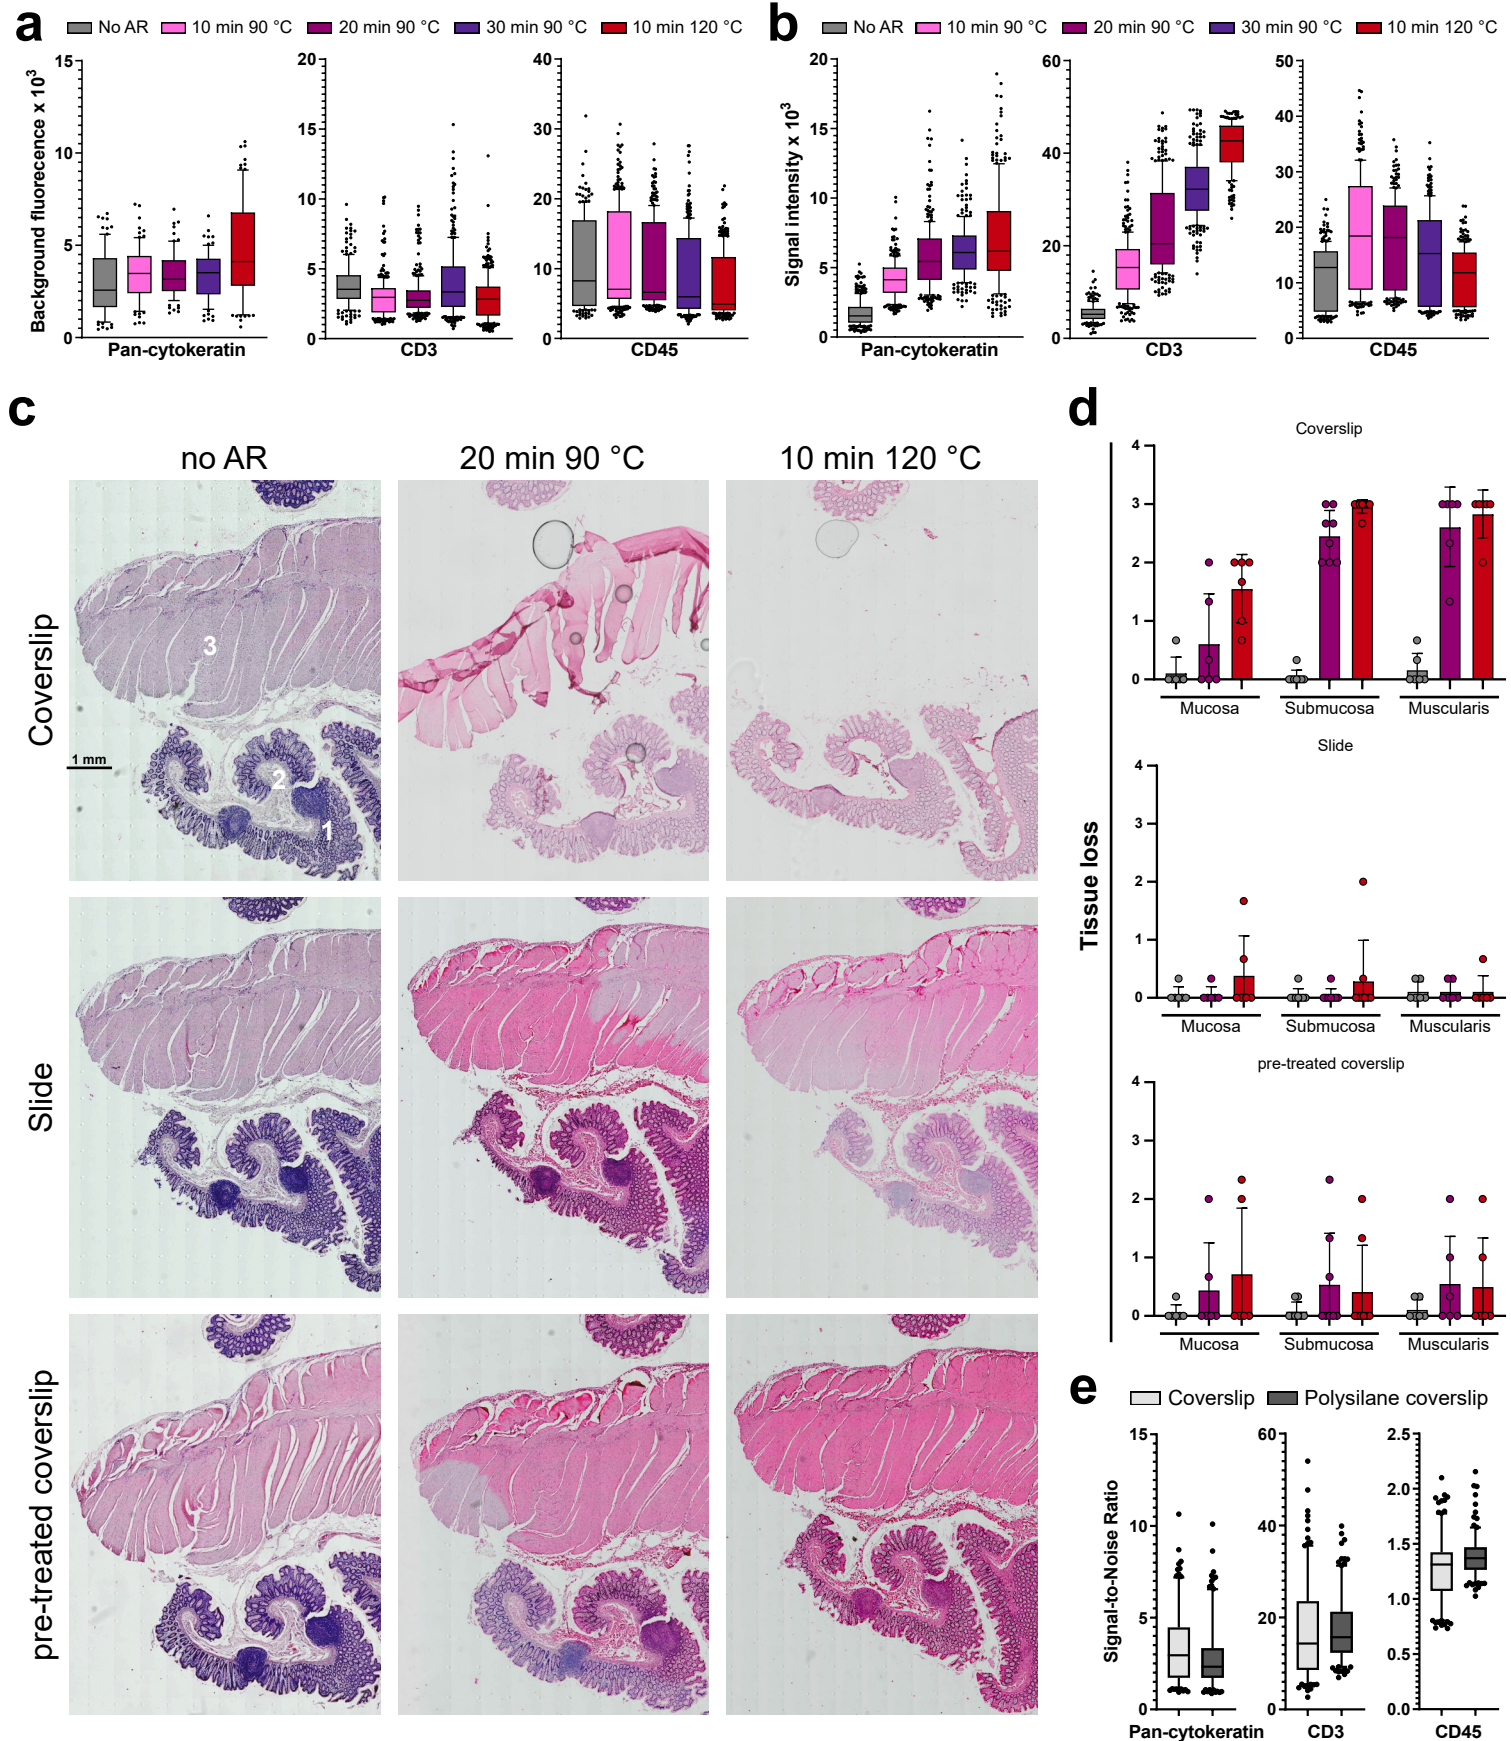 a
No AR 10 min 90 °C 20 min 90 °C 30 min 90 °C 10 min 120 °C
Background fluorecence x 10³
15
10
5
0
Pan-cytokeratin
20
15
10
5
0
CD3
40
30
20
10
0
CD45
b
No AR 10 min 90 °C 20 min 90 °C 30 min 90 °C 10 min 120 °C
Signal intensity x 10³
20
15
10
5
0
Pan-cytokeratin
60
40
20
0
CD3
50
40
30
20
10
0
CD45
c
no AR 20 min 90 °C 10 min 120 °C
Coverslip
3
2
1
1 mm
Slide
pre-treated coverslip
d
Tissue loss
Coverslip
4
3
2
1
0
Mucosa Submucosa Muscularis
Slide
4
3
2
1
0
Mucosa Submucosa Muscularis
pre-treated coverslip
4
3
2
1
0
Mucosa Submucosa Muscularis
e
Coverslip Polysilane coverslip
Signal-to-Noise Ratio
15
10
5
0
Pan-cytokeratin
60
40
20
0
CD3
2.5
2.0
1.5
1.0
0.5
0.0
CD45